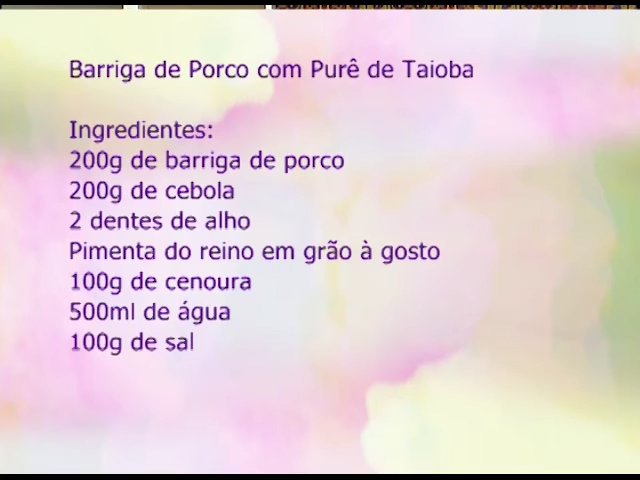 Barriga de Porco com Purê de Taioba
Ingredientes:
200g de barriga de porco
200g de cebola
2 dentes de alho
Pimenta do reino em grão à gosto
100g de cenoura
500ml de água
100g de sal